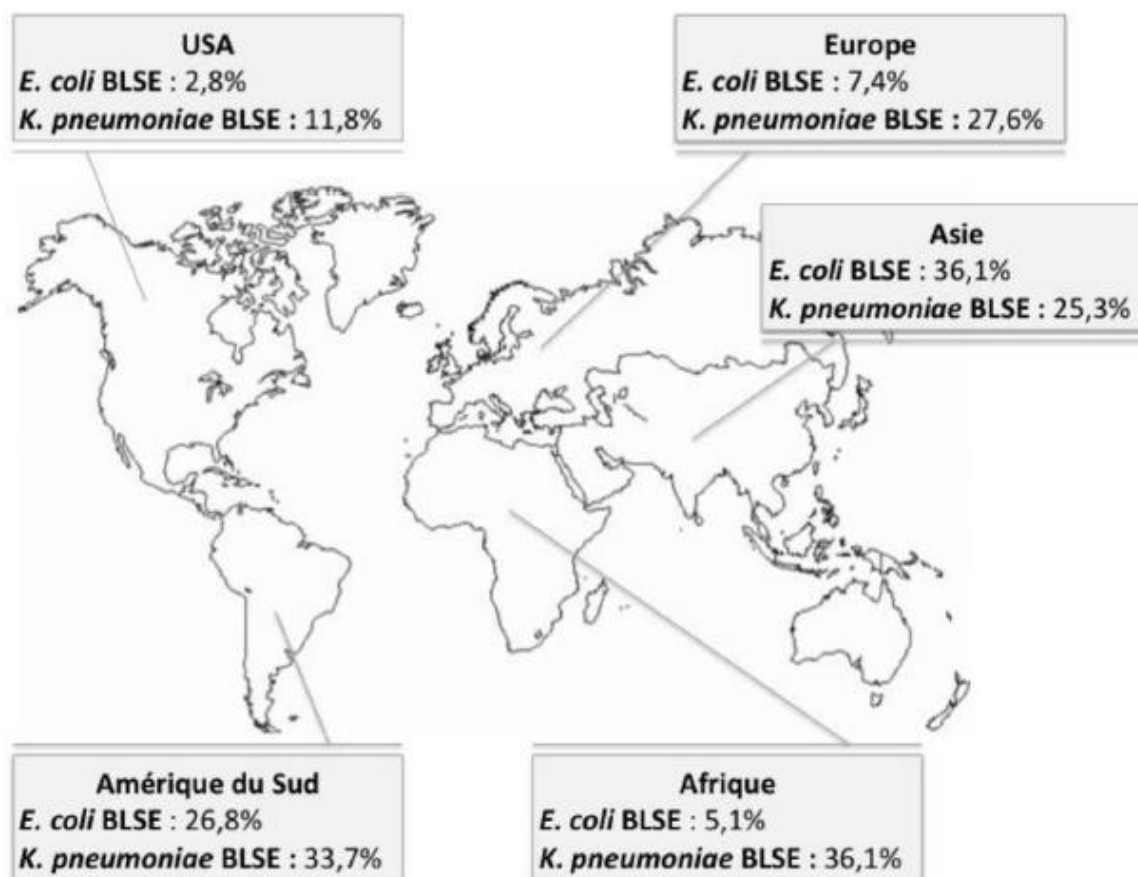 USA
E. coli BLSE : 2,8%
K. pneumoniae BLSE : 11,8%
Europe
E. coli BLSE : 7,4%
K. pneumoniae BLSE : 27,6%
Asie
E. coli BLSE : 36,1%
K. pneumoniae BLSE : 25,3%
Amérique du Sud
E. coli BLSE : 26,8%
K. pneumoniae BLSE : 33,7%
Afrique
E. coli BLSE : 5,1%
K. pneumoniae BLSE : 36,1%